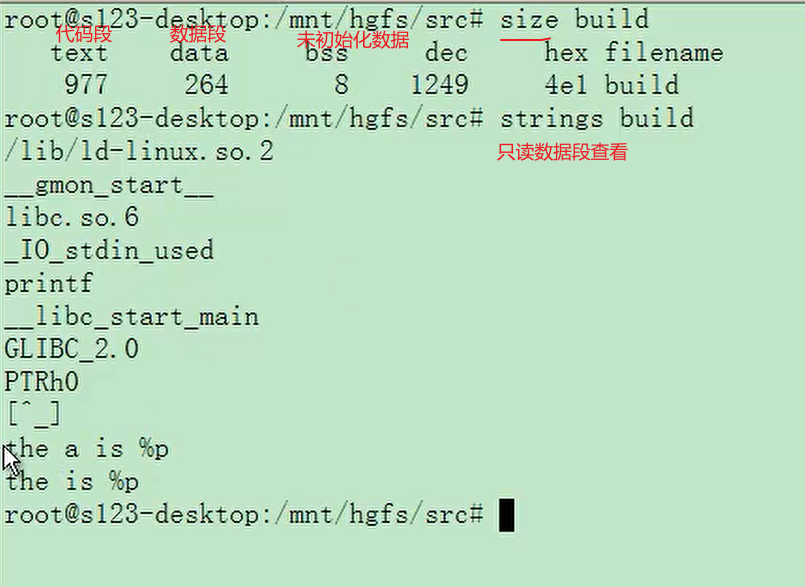 root@s123-desktop:/mnt/hgfs/src# size build
代码段 数据段 未初始化数据
text data bss dec hex filename
977 264 8 1249 4e1 build
root@s123-desktop:/mnt/hgfs/src# strings build
/lib/ld-linux.so.2
只读数据段查看
__gmon_start__
libc.so.6
_IO_stdin_used
printf
__libc_start_main
GLIBC_2.0
PTRh0
[^_]
the a is %p
the is %p
root@s123-desktop:/mnt/hgfs/src#